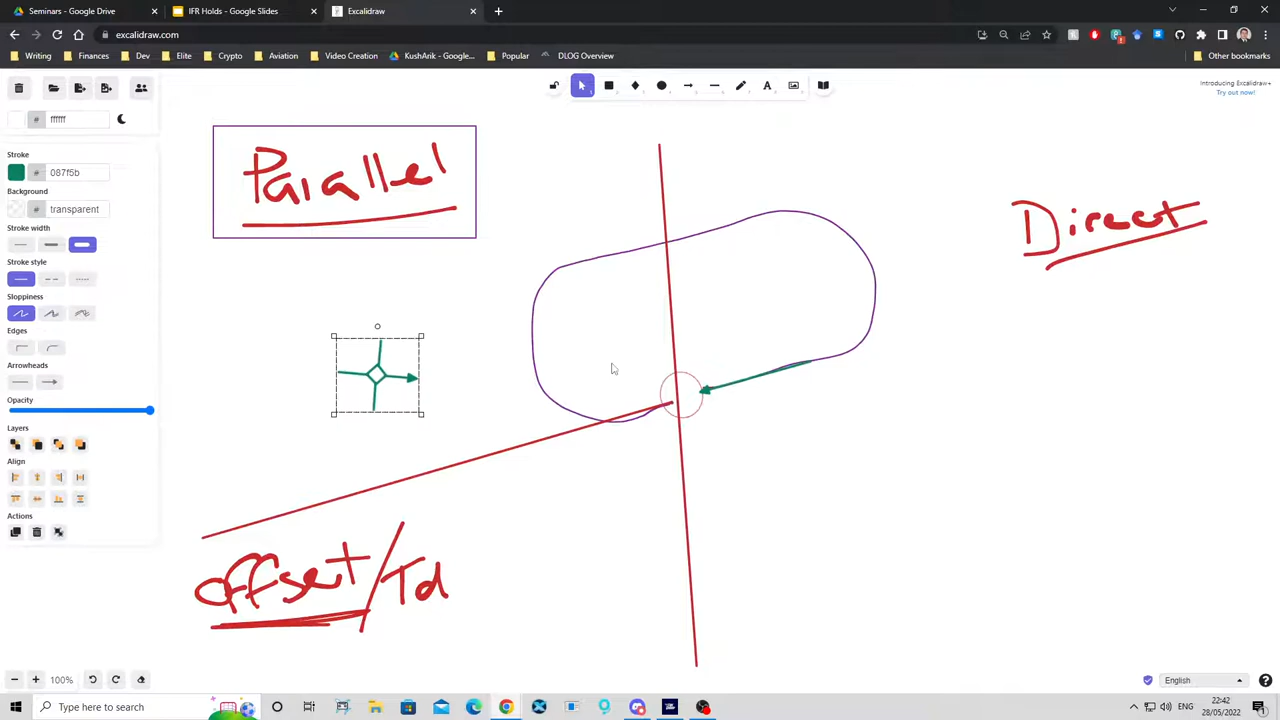 Seminars – Google Drive
IFR Holds - Google Slides
Excalidraw
excalidraw.com
Writing
Finances
Dev
Elite
Crypto
Aviation
Video Creation
KushArik - Google...
Popular
DLOG Overview
Other bookmarks
Introducing Excalidraw+
Try out now!
# ffffff
Stroke
# 087f5b
Background
# transparent
Stroke width
Stroke style
Sloppiness
Edges
Arrowheads
Opacity
Layers
Align
Actions
Parallel
Direct
offset/Td
100%
English
Type here to search
ENG
22:42
28/05/2022